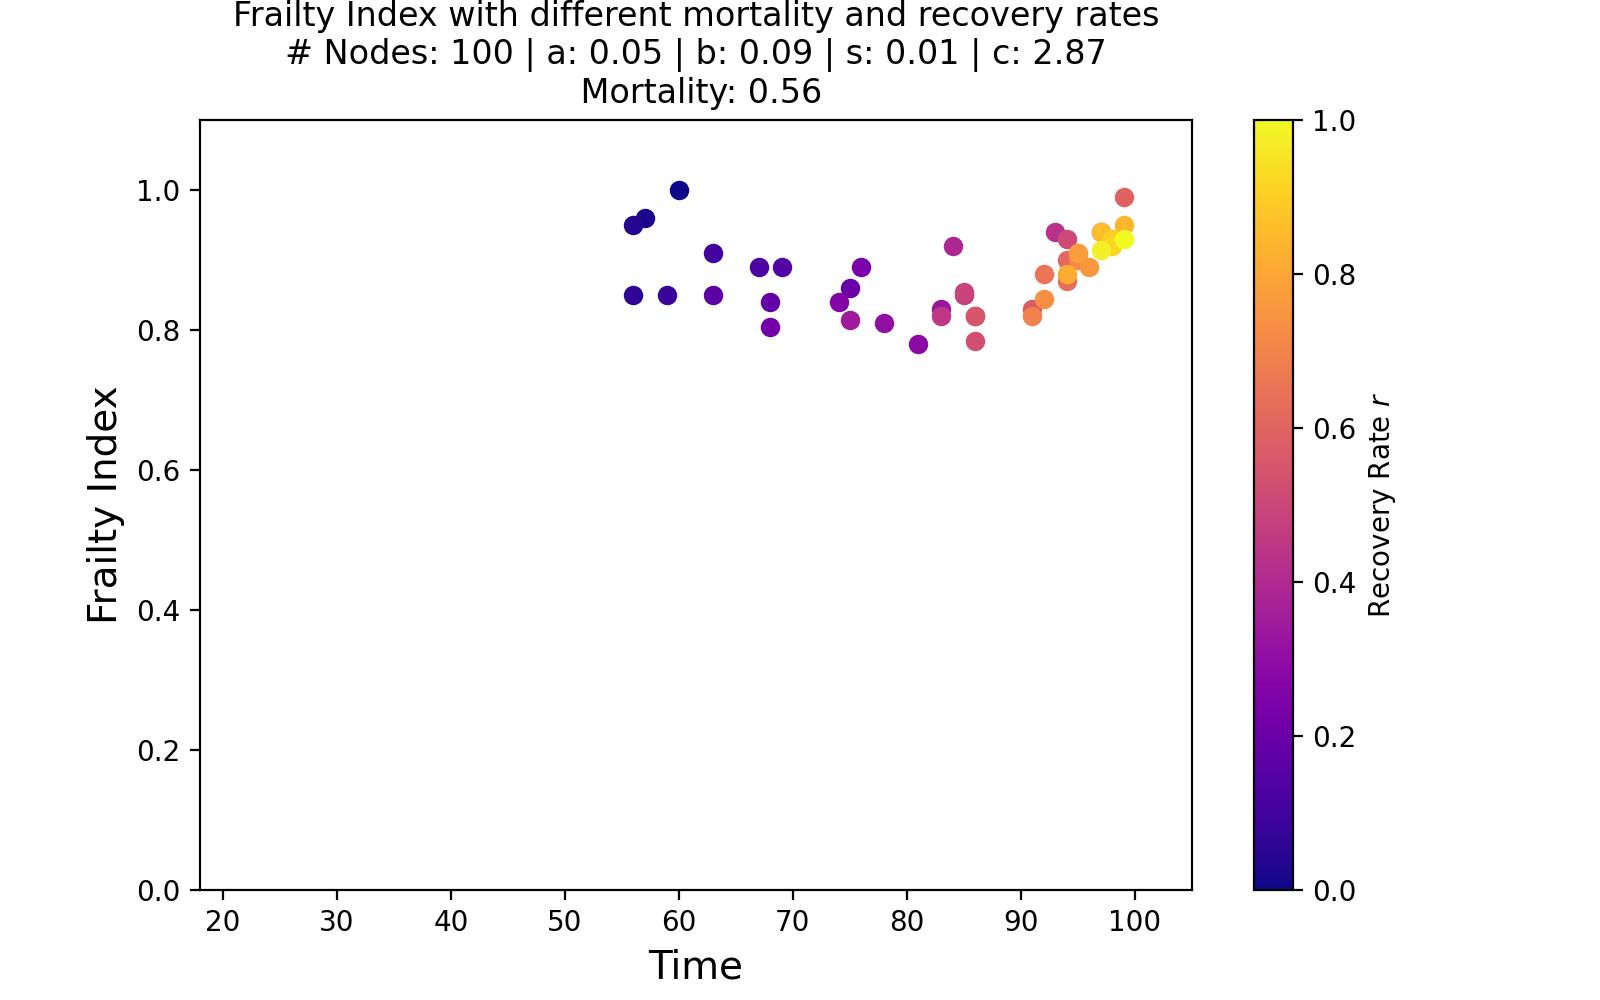 Frailty Index with different mortality and recovery rates
# Nodes: 100 | a: 0.05 | b: 0.09 | s: 0.01 | c: 2.87
Mortality: 0.56
Frailty Index
1.0
0.8
0.6
0.4
0.2
0.0
20 30 40 50 60 70 80 90 100
Time
1.0
0.8
0.6
0.4
0.2
0.0
Recovery Rate r